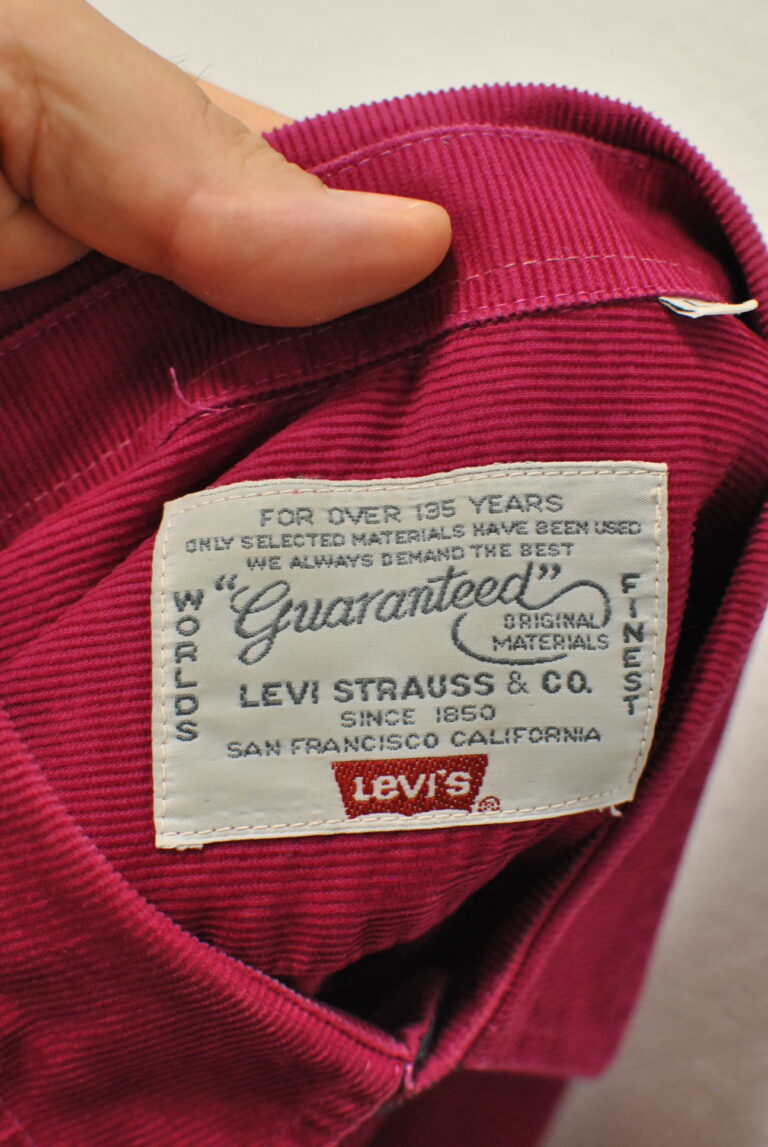 FOR OVER 135 YEARS
ONLY SELECTED MATERIALS HAVE BEEN USED
WE ALWAYS DEMAND THE BEST
WORLDS
"Guaranteed"
ORIGINAL
MATERIALS
FINEST
LEVI STRAUSS & CO.
SINCE 1850
SAN FRANCISCO CALIFORNIA
LEVI'S ®